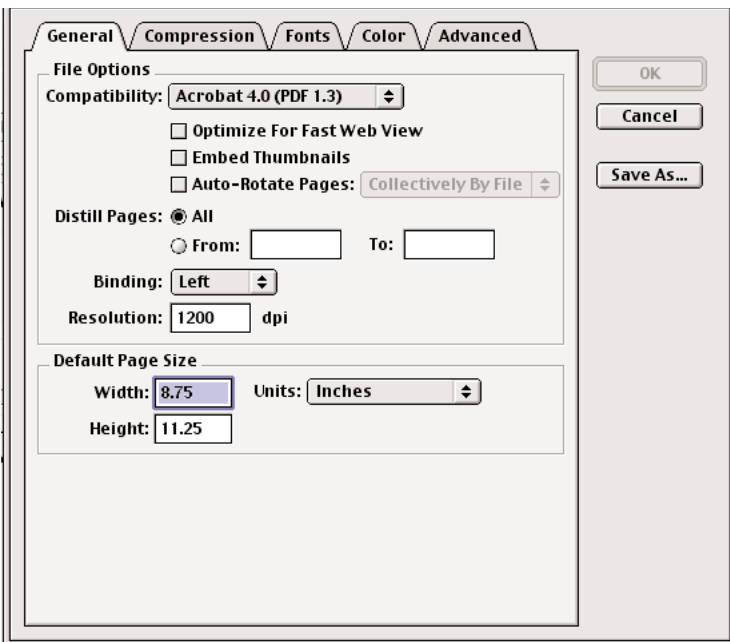 General Compression Fonts Color Advanced
File Options
OK
Compatibility: Acrobat 4.0 (PDF 1.3)
Cancel
Optimize For Fast Web View
Embed Thumbnails
Auto-Rotate Pages: Collectively By File
Save As...
Distill Pages: All
From: To:
Binding: Left
Resolution: 1200 dpi
Default Page Size
Width: 8.75 Units: Inches
Height: 11.25